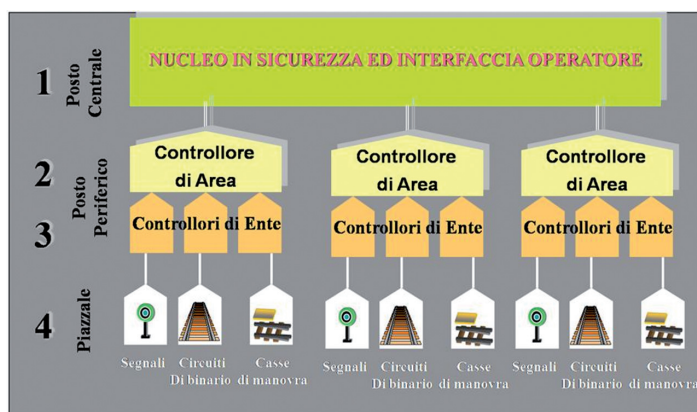 NUCLEO IN SICUREZZA ED INTERFACCIA OPERATORE
1
Posto
Centrale
Controllore
di Area
Controllore
di Area
Controllore
di Area
2
Posto
Periferico
Controllori di Ente
Controllori di Ente
Controllori di Ente
3
4
Piazzale
Segnali
Circuiti
Di binario
Casse
di manovra
Segnali
Circuiti
Di binario
Casse
di manovra
Segnali
Circuiti
Di binario
Casse
di manovra